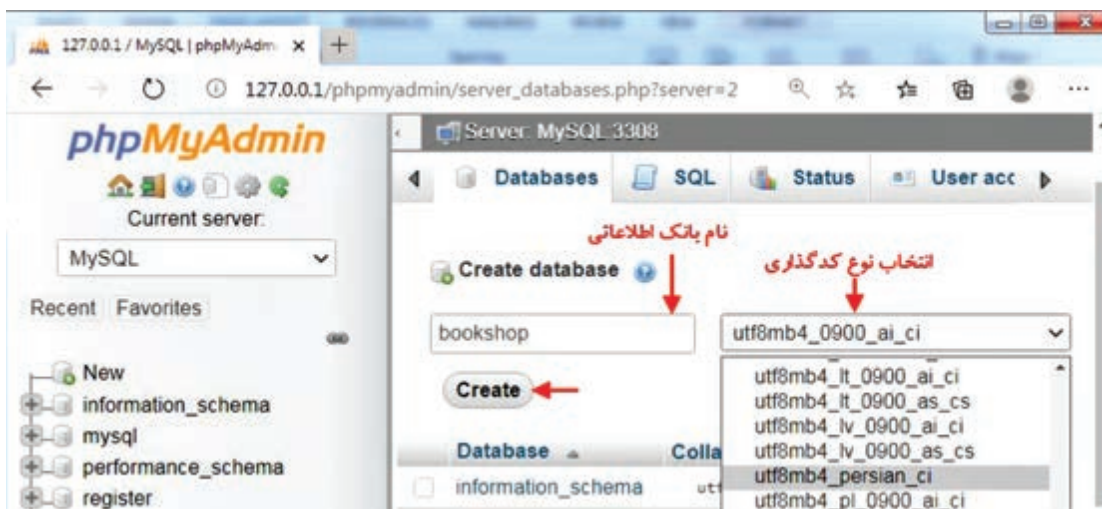 127.0.0.1 / MySQL | phpMyAdm
127.0.0.1/phpmyadmin/server_databases.php?server=2
phpMyAdmin
Current server:
MySQL
Recent Favorites
New
information_schema
mysql
performance_schema
register
Server: MySQL:3308
Databases SQL Status User acc
نام بانک اطلاعاتی
انتخاب نوع کدگذاری
Create database
bookshop
utf8mb4_0900_ai_ci
Create
utf8mb4_lt_0900_ai_ci
utf8mb4_lt_0900_as_cs
utf8mb4_lv_0900_ai_ci
utf8mb4_lv_0900_as_cs
utf8mb4_persian_ci
utf8mb4_pl_0900_ai_ci
Database Colla
information_schema utf